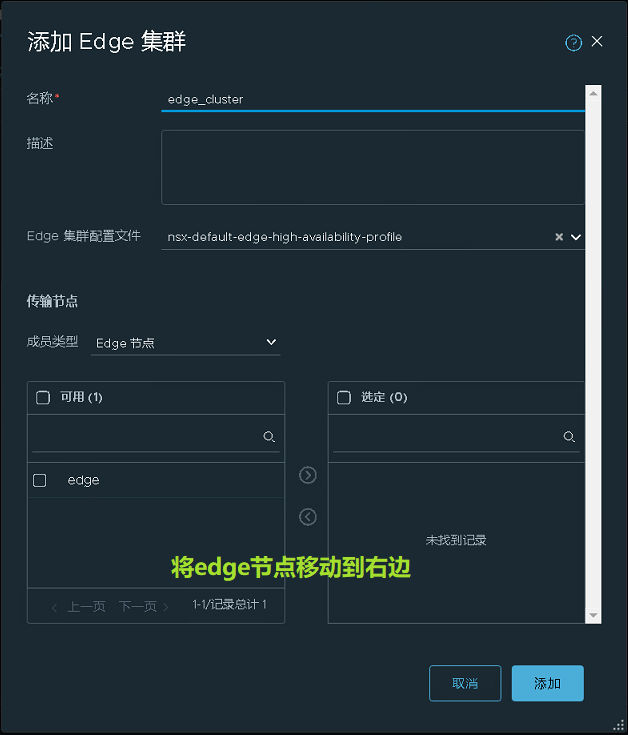 添加 Edge 集群
名称*
edge_cluster
描述
Edge 集群配置文件
nsx-default-edge-high-availability-profile
传输节点
成员类型
Edge 节点
可用 (1)
选定 (0)
edge
未找到记录
将edge节点移动到右边
上一页 下一页 1-1/记录总计 1
取消
添加